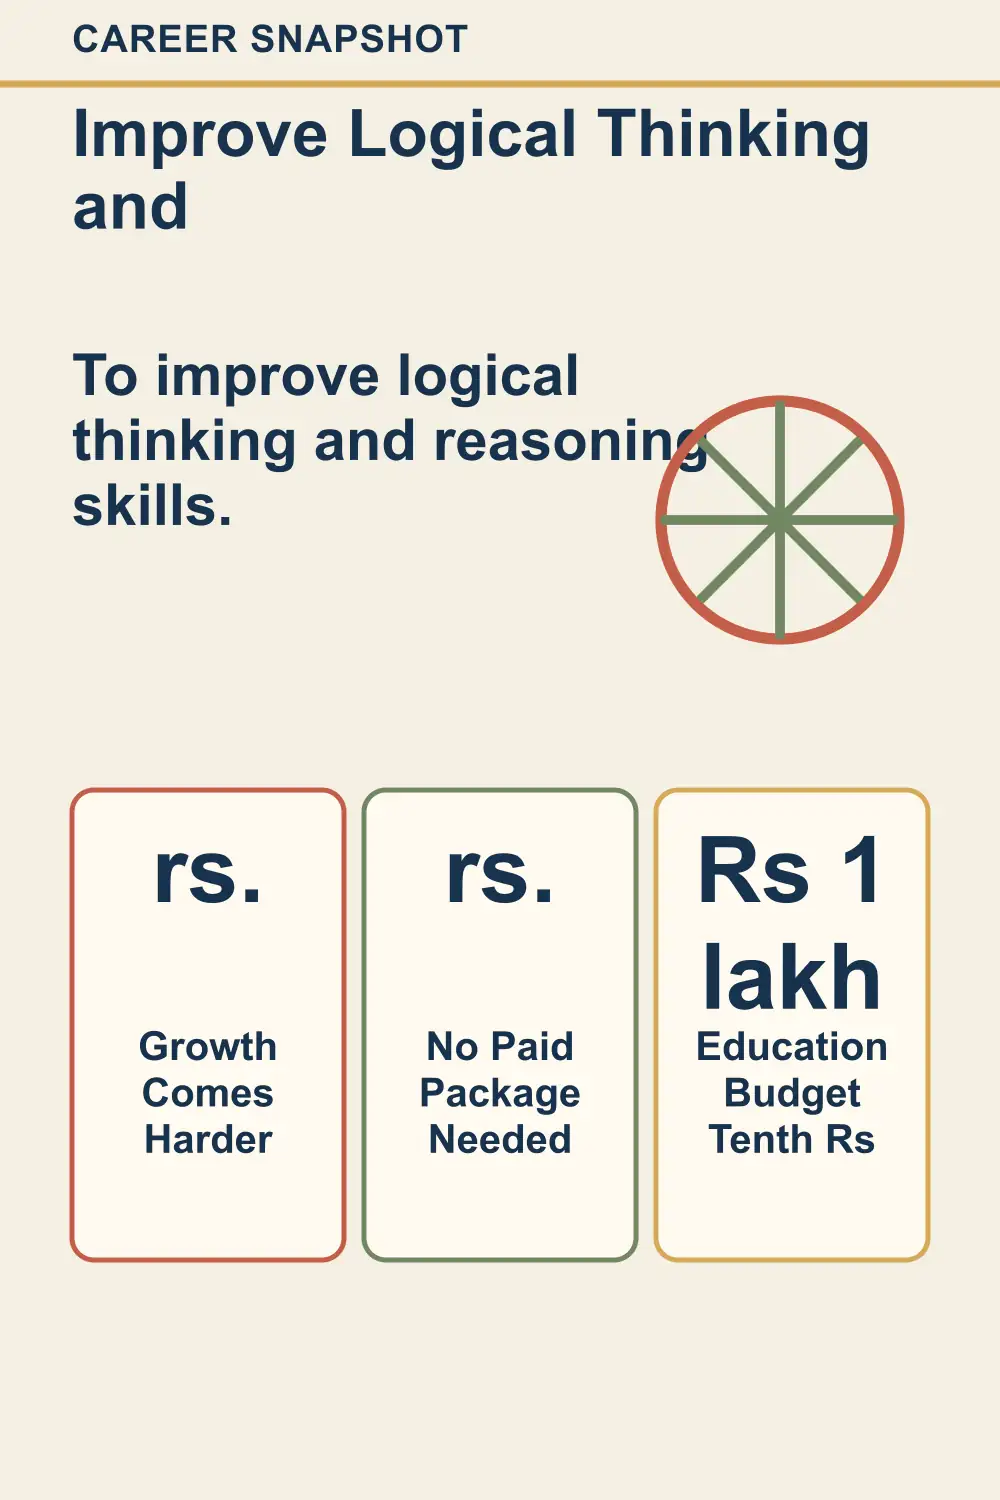 CAREER SNAPSHOT
Improve Logical Thinking
and
To improve logical
thinking and reasoning
skills.
rs.
Growth
Comes
Harder
rs.
No Paid
Package
Needed
Rs 1
lakh
Education
Budget
Tenth Rs